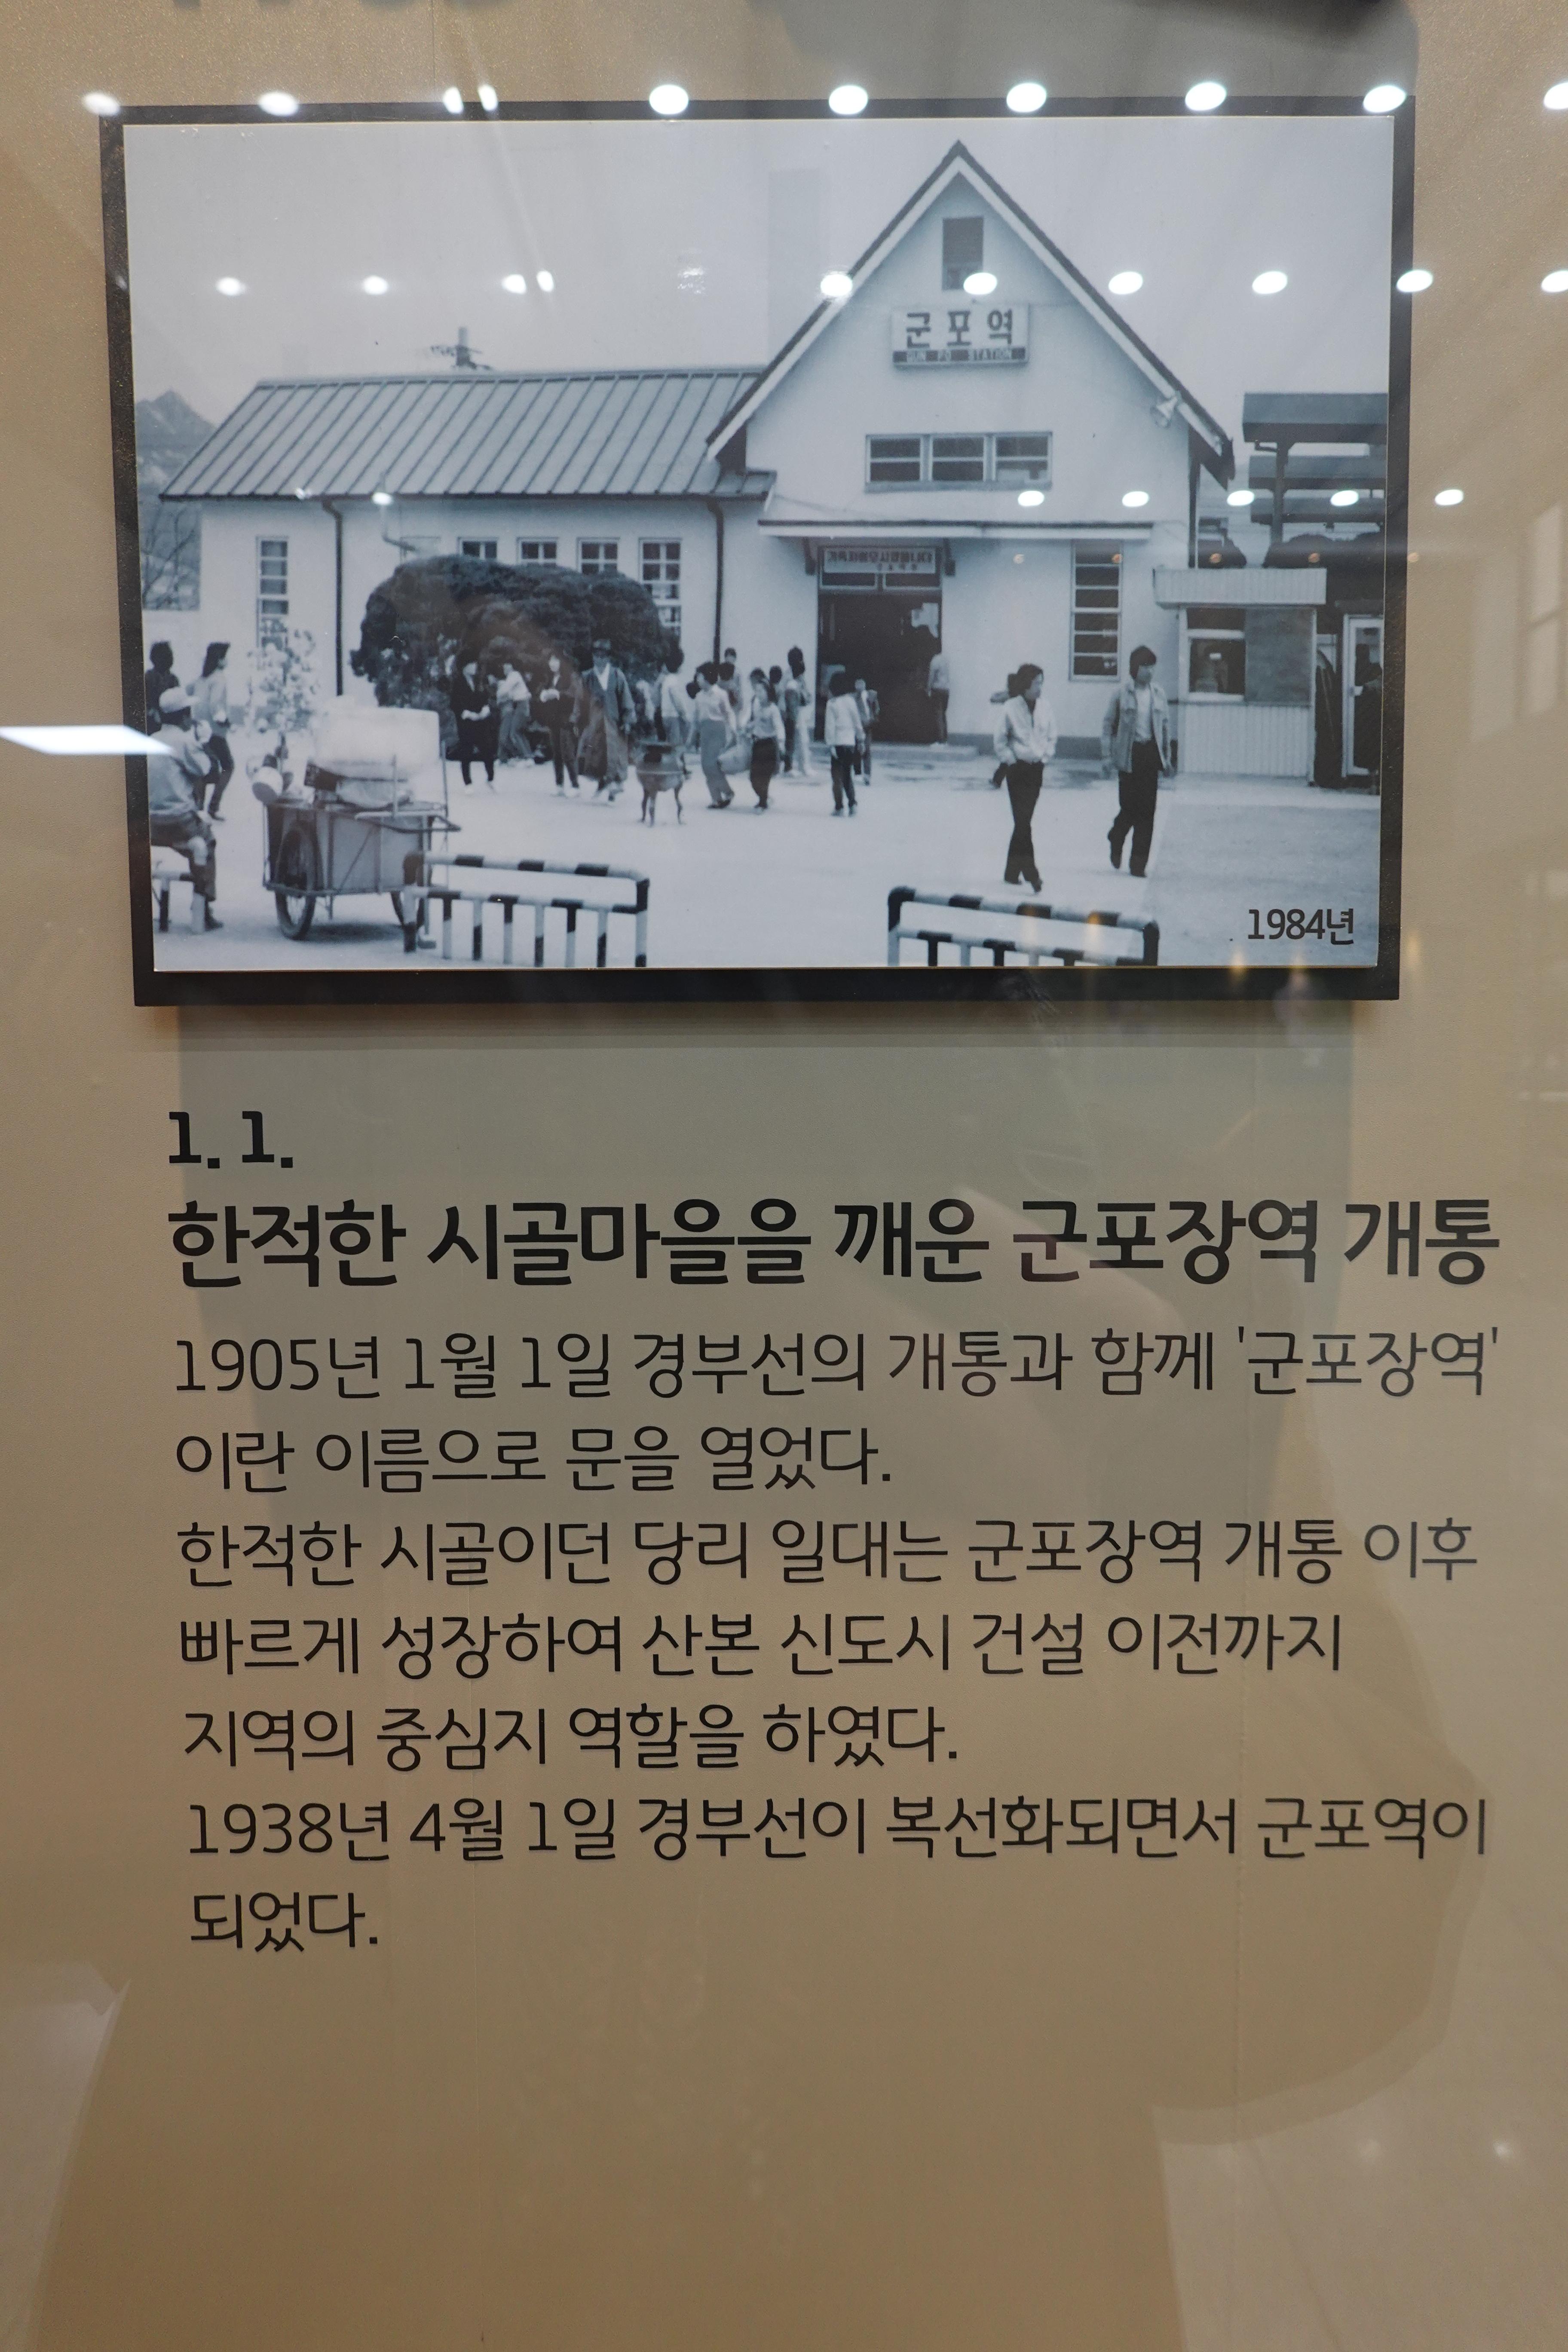 군포역
GUN PO STATION
1984년
1. 1.
한적한 시골마을을 깨운 군포장역 개통
1905년 1월 1일 경부선의 개통과 함께 '군포장역'
이란 이름으로 문을 열었다.
한적한 시골이던 당리 일대는 군포장역 개통 이후
빠르게 성장하여 산본 신도시 건설 이전까지
지역의 중심지 역할을 하였다.
1938년 4월 1일 경부선이 복선화되면서 군포역이
되었다.